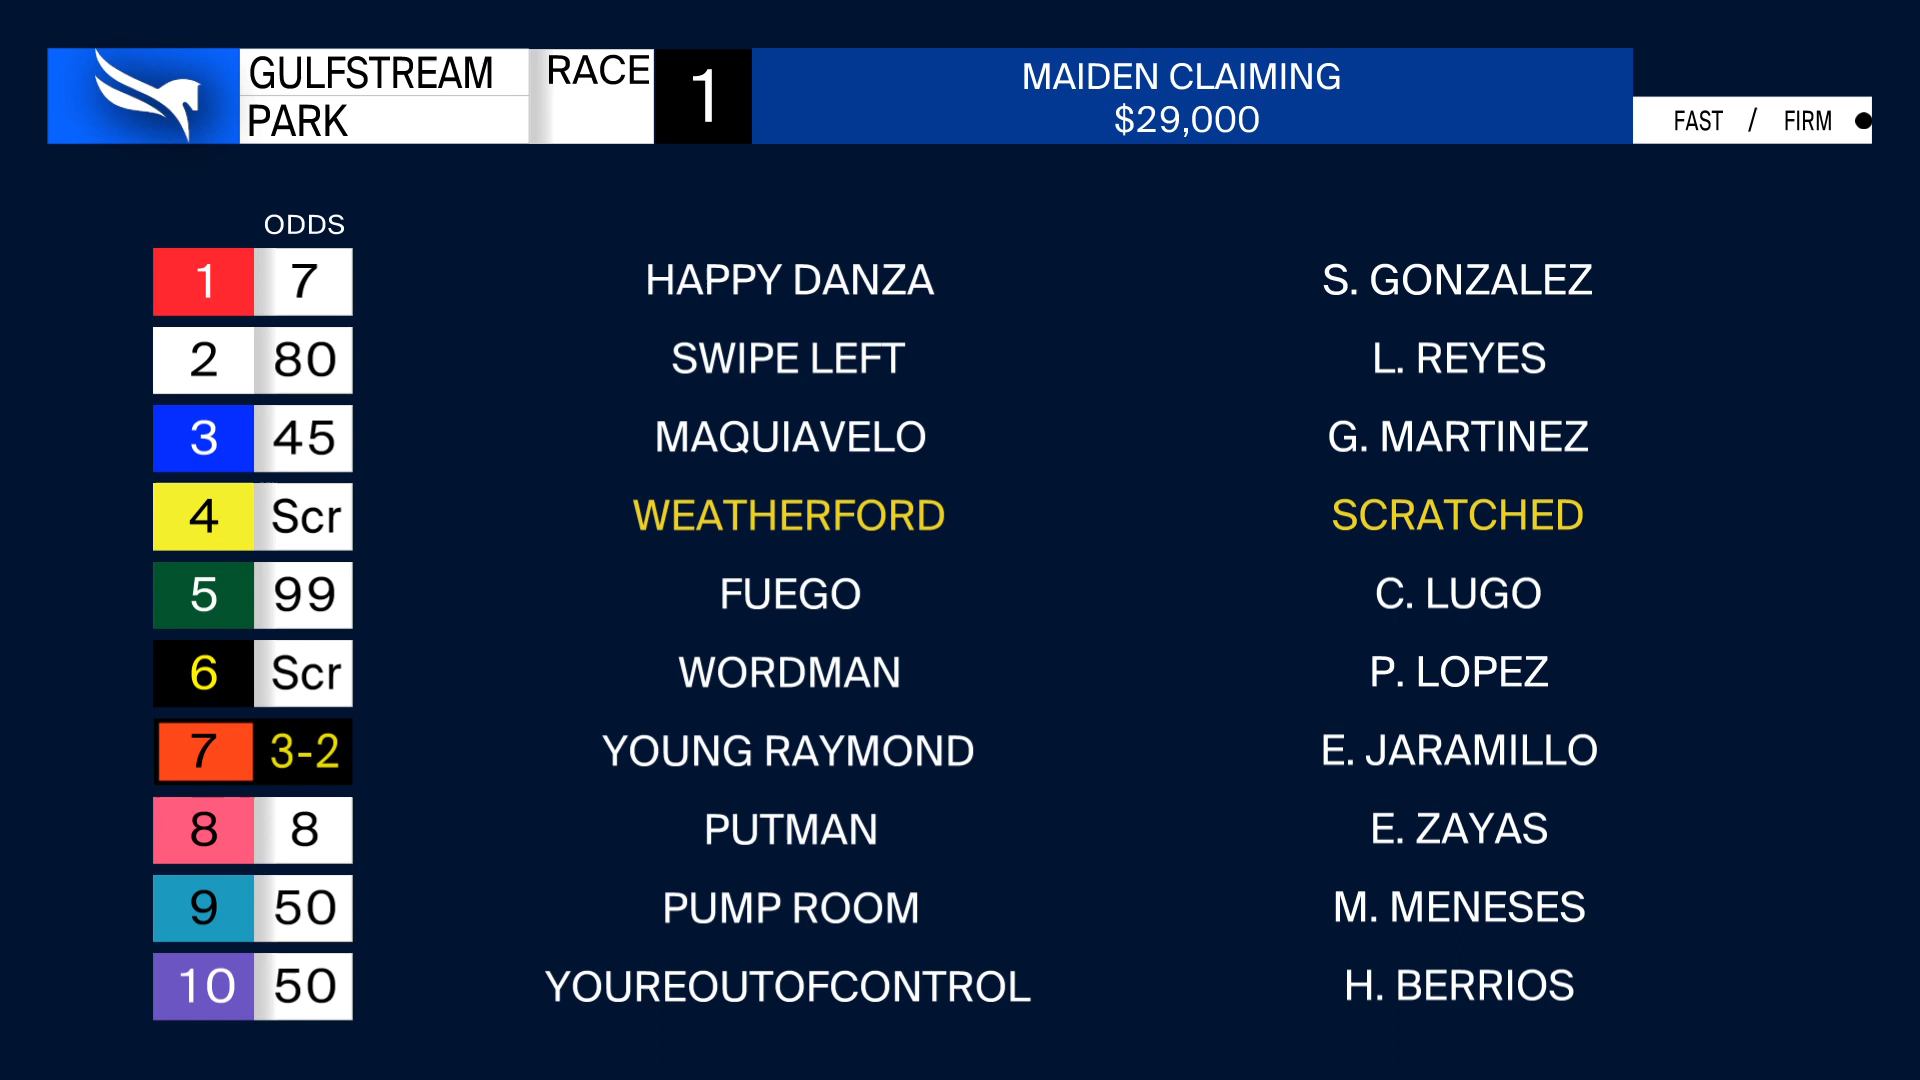 GULFSTREAM
PARK
RACE
1
MAIDEN CLAIMING
$29,000
FAST / FIRM
ODDS
1 7 HAPPY DANZA S. GONZALEZ
2 80 SWIPE LEFT L. REYES
3 45 MAQUIAVELO G. MARTINEZ
4 Scr WEATHERFORD SCRATCHED
5 99 FUEGO C. LUGO
6 Scr WORDMAN P. LOPEZ
7 3-2 YOUNG RAYMOND E. JARAMILLO
8 8 PUTMAN E. ZAYAS
9 50 PUMP ROOM M. MENESES
10 50 YOUREOUTOFCONTROL H. BERRIOS